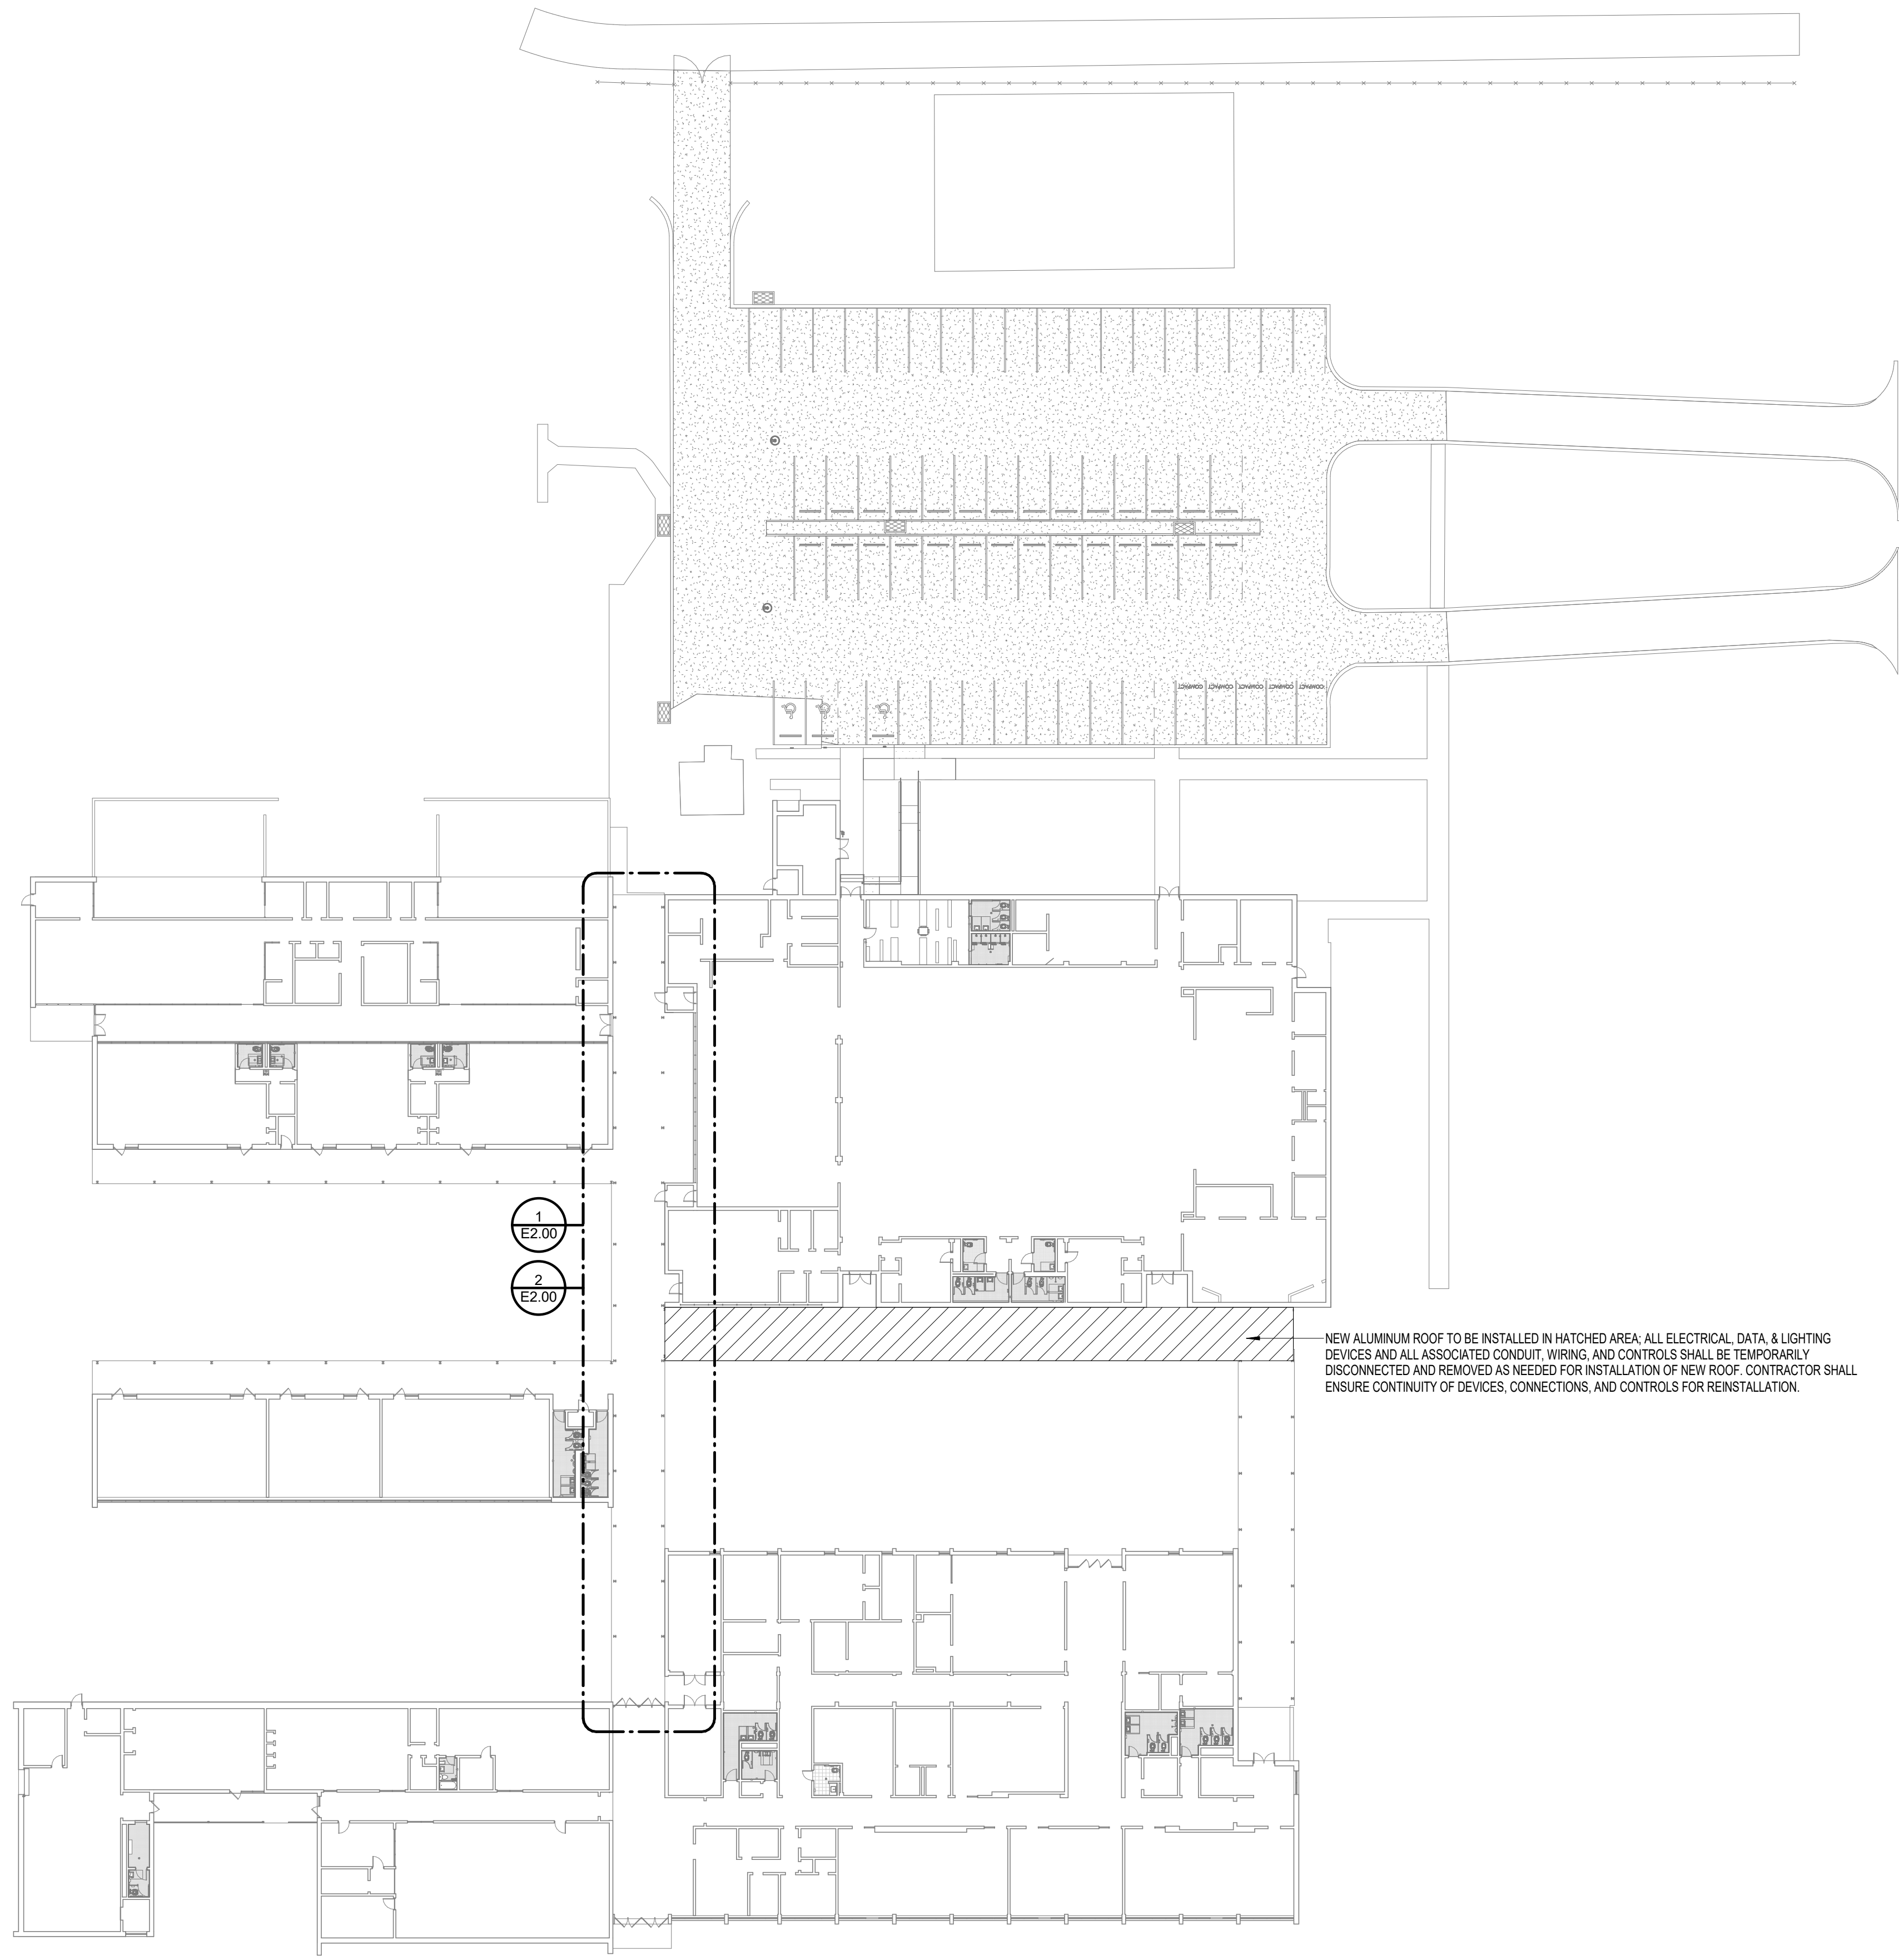 COMPACT COMPACT COMPACT COMPACT COMPACT
1
E2.00
2
E2.00
NEW ALUMINUM ROOF TO BE INSTALLED IN HATCHED AREA; ALL ELECTRICAL, DATA, & LIGHTING
DEVICES AND ALL ASSOCIATED CONDUIT, WIRING, AND CONTROLS SHALL BE TEMPORARILY
DISCONNECTED AND REMOVED AS NEEDED FOR INSTALLATION OF NEW ROOF. CONTRACTOR SHALL
ENSURE CONTINUITY OF DEVICES, CONNECTIONS, AND CONTROLS FOR REINSTALLATION.